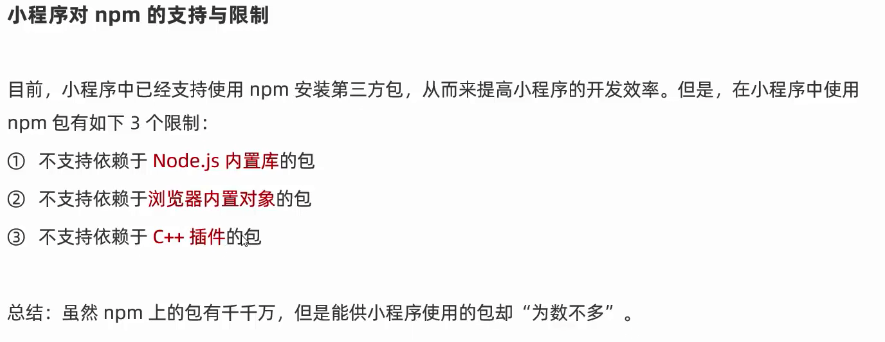 小程序对 npm 的支持与限制
目前，小程序中已经支持使用 npm 安装第三方包，从而来提高小程序的开发效率。但是，在小程序中使用
npm 包有如下 3 个限制：
① 不支持依赖于 Node.js 内置库的包
② 不支持依赖于浏览器内置对象的包
③ 不支持依赖于 C++ 插件的包
总结：虽然 npm 上的包有千千万，但是能供小程序使用的包却“为数不多”。